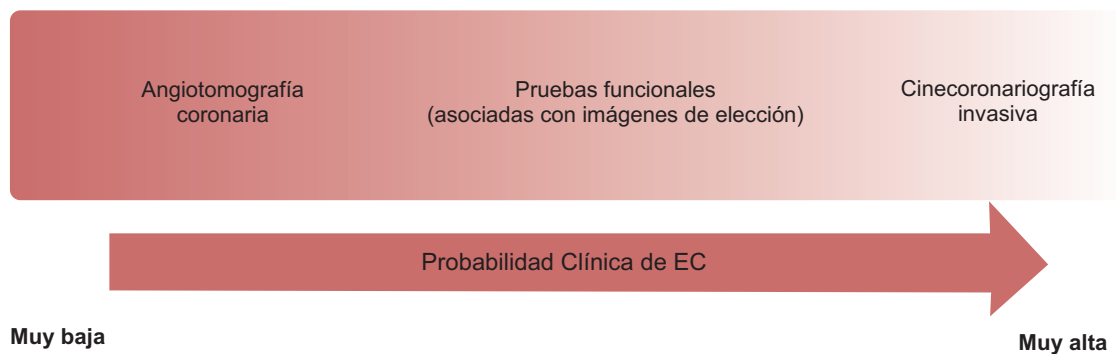 Angiotomografía
coronaria
Pruebas funcionales
(asociadas con imágenes de elección)
Cinecoronariografía
invasiva
Probabilidad Clínica de EC
Muy baja
Muy alta